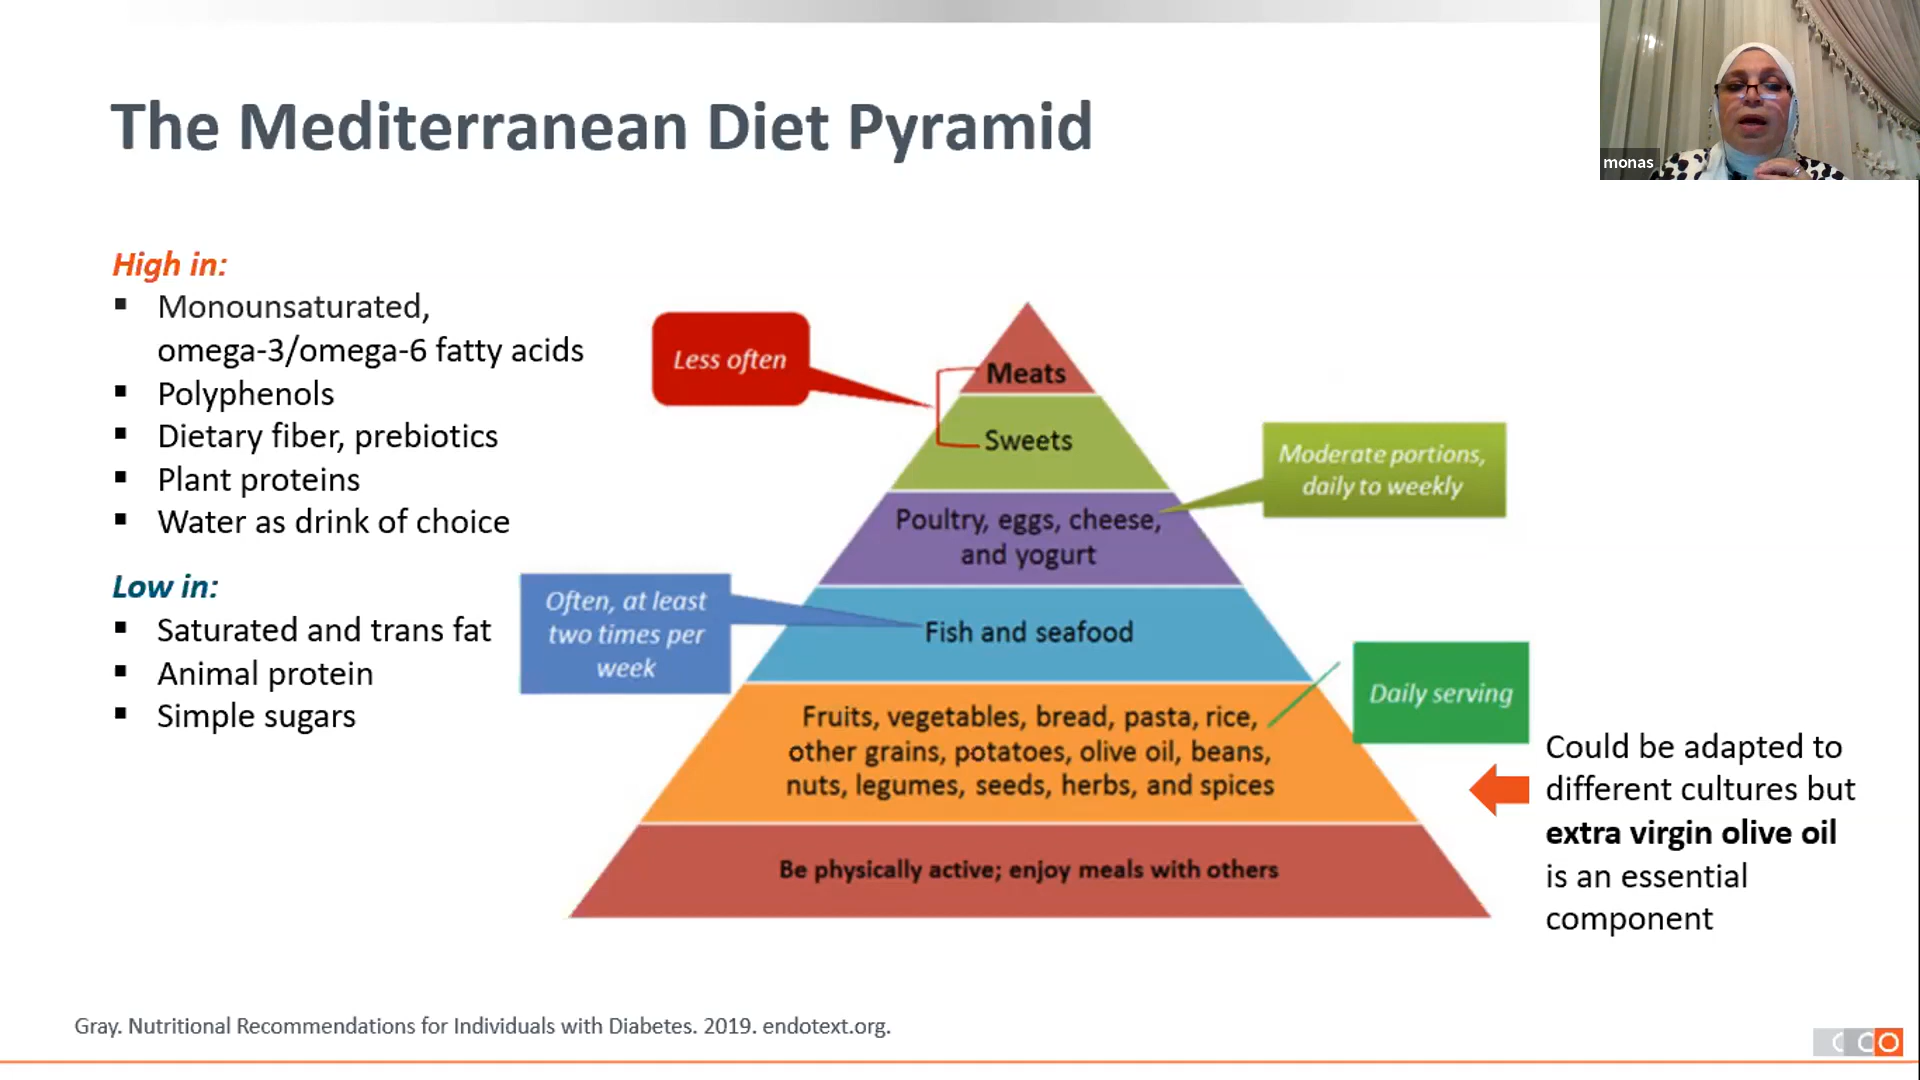 The Mediterranean Diet Pyramid
monas
High in:
Monounsaturated,
omega-3/omega-6 fatty acids
Polyphenols
Dietary fiber, prebiotics
Plant proteins
Water as drink of choice
Low in:
Saturated and trans fat
Animal protein
Simple sugars
Less often
Meats
Sweets
Moderate portions,
daily to weekly
Poultry, eggs, cheese,
and yogurt
Often, at least
two times per
week
Fish and seafood
Daily serving
Fruits, vegetables, bread, pasta, rice,
other grains, potatoes, olive oil, beans,
nuts, legumes, seeds, herbs, and spices
Be physically active; enjoy meals with others
Could be adapted to
different cultures but
extra virgin olive oil
is an essential
component
Gray. Nutritional Recommendations for Individuals with Diabetes. 2019. endotext.org.
CCO